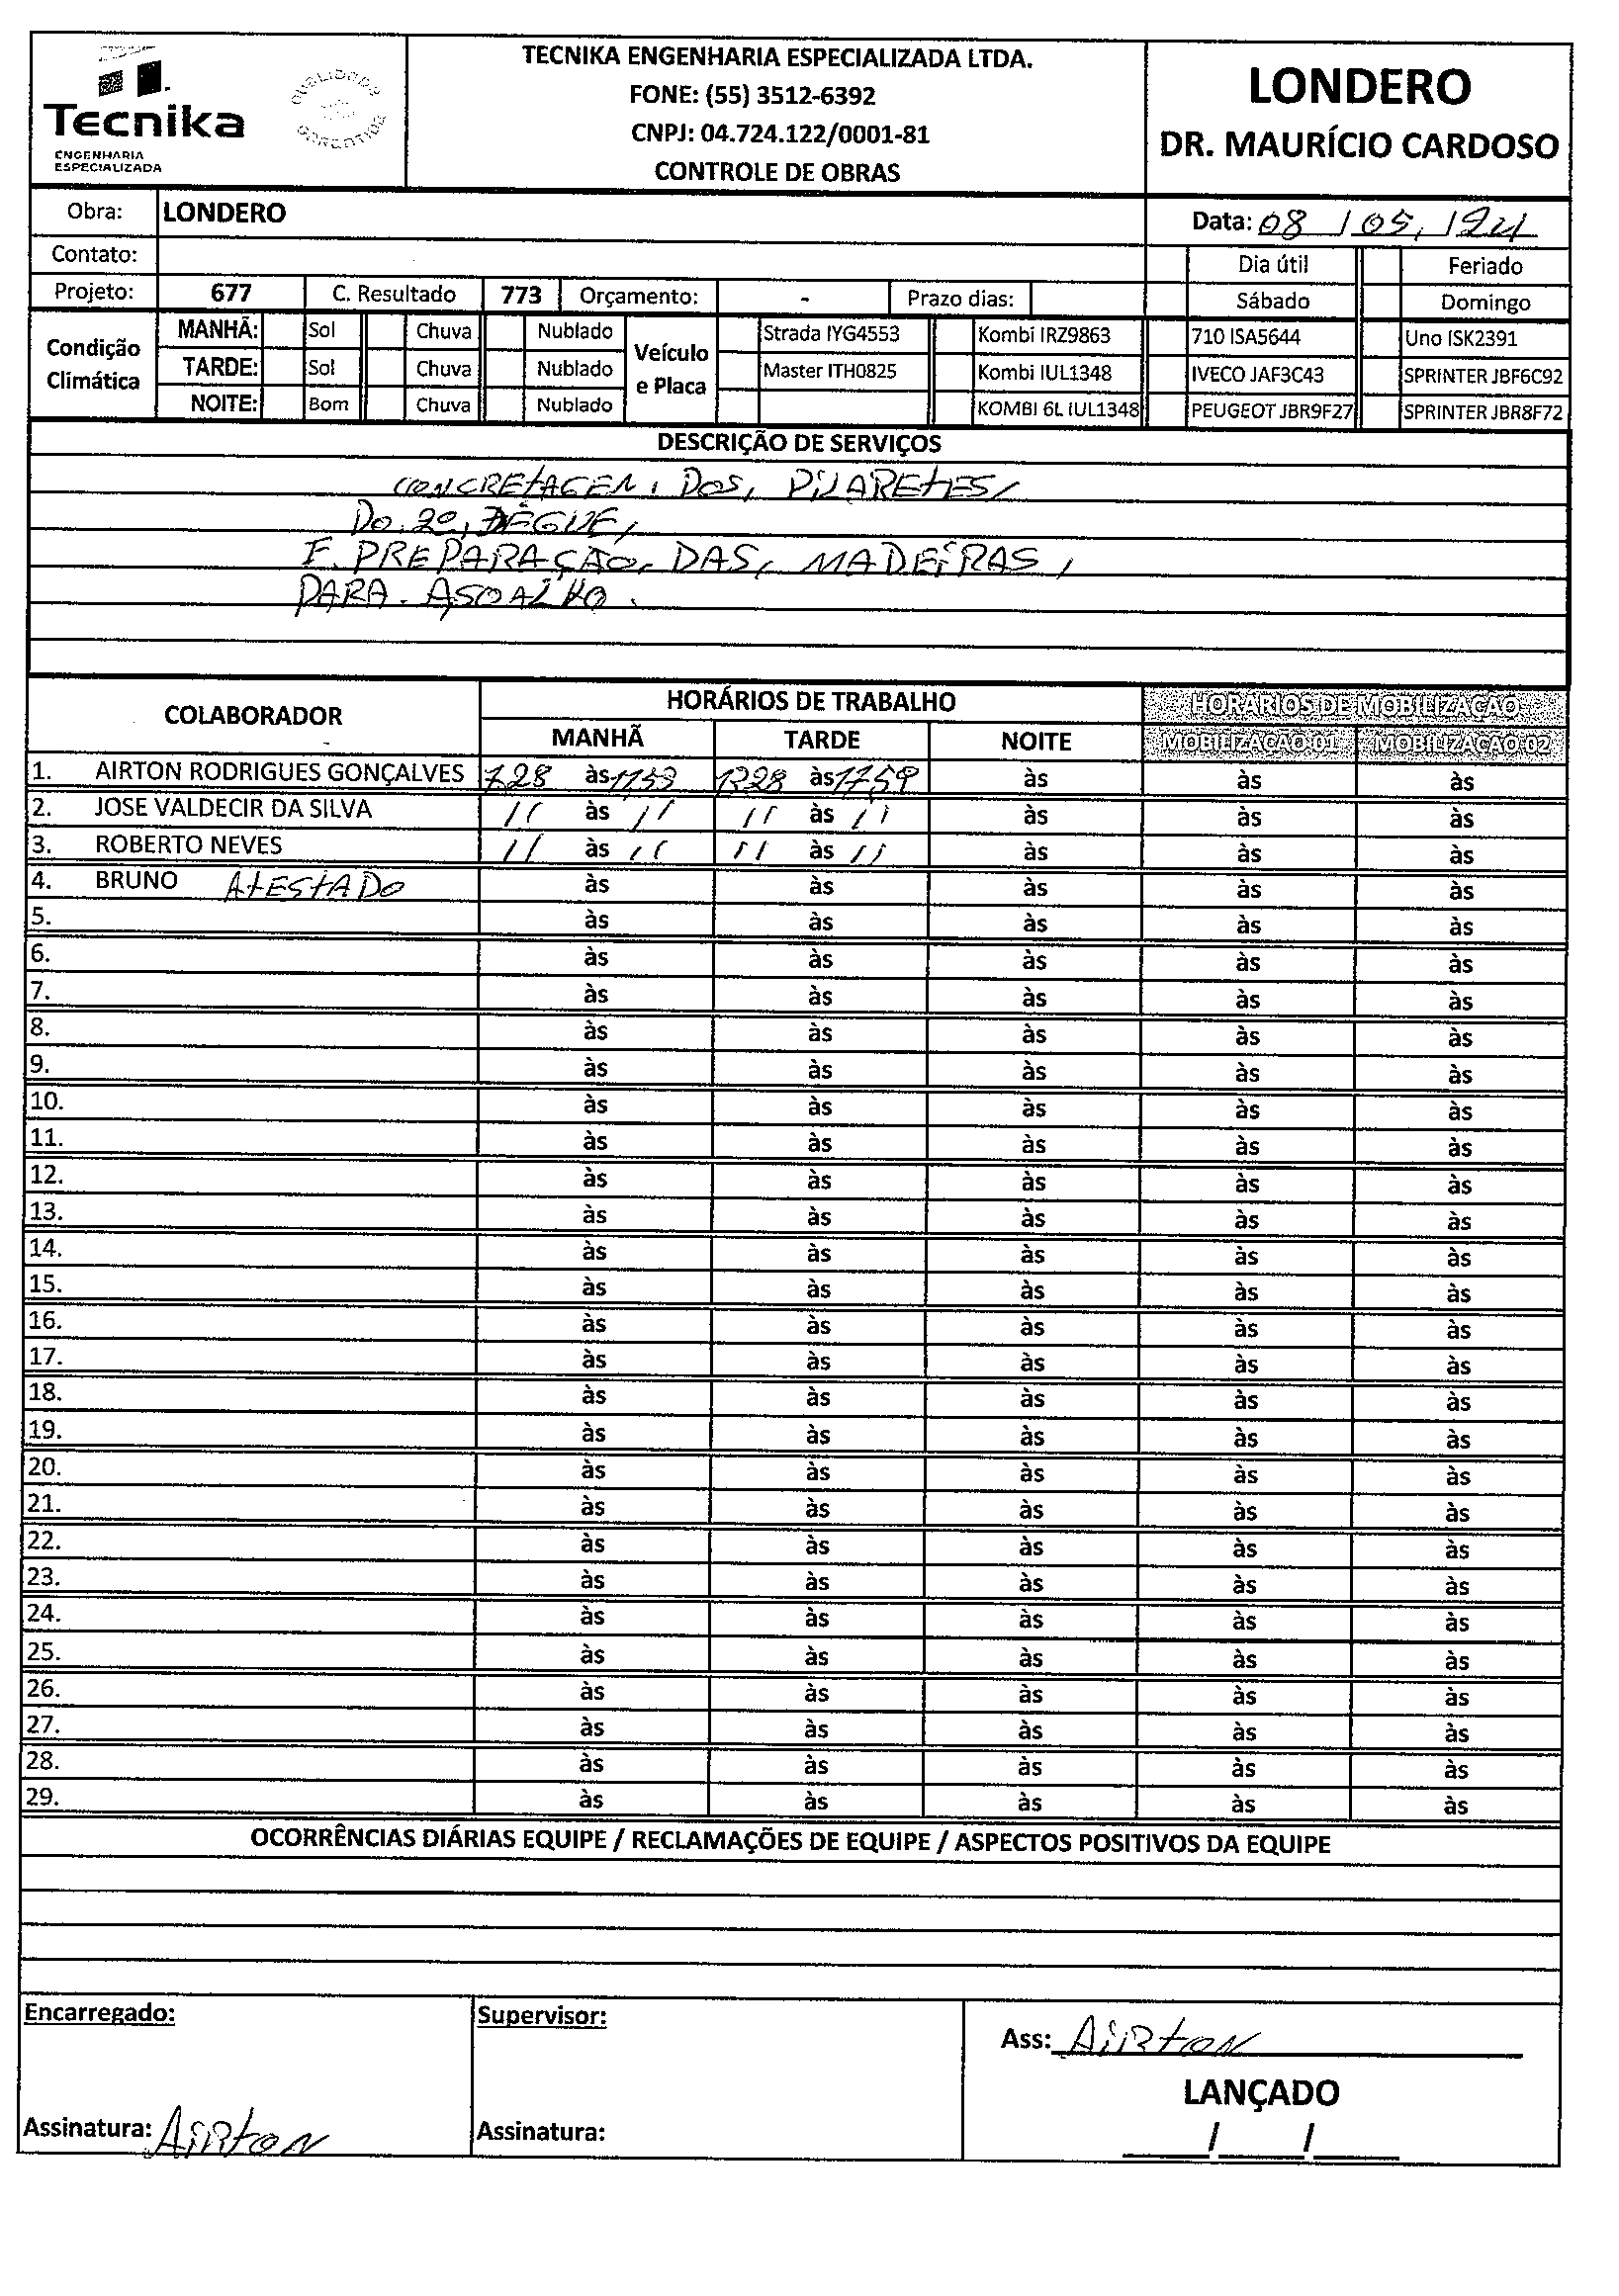 Tecnika
ENGENHARIA
ESPECIALIZADA
TECNIKA ENGENHARIA ESPECIALIZADA LTDA.
FONE: (55) 3512-6392
CNPJ: 04.724.122/0001-81
CONTROLE DE OBRAS
LONDERO
DR. MAURÍCIO CARDOSO
Obra: LONDERO
Data: 08 / 05, / 24
Contato:
Dia útil Feriado
Projeto: 677 C. Resultado 773 Orçamento: - Prazo dias: Sábado Domingo
Condição Climática
Veículo e Placa
MANHÃ: Sol Chuva Nublado Strada IYG4553 Kombi IRZ9863 710 ISA5644 Uno ISK2391
TARDE: Sol Chuva Nublado Master ITH0825 Kombi IUL1348 IVECO JAF3C43 SPRINTER JBF6C92
NOITE: Bom Chuva Nublado KOMBI 6L IUL1348 PEUGEOT JBR9F27 SPRINTER JBR8F72
DESCRIÇÃO DE SERVIÇOS
CONCRETAGEN, DOS, PILARETES,
DO 2º,
E. PREPARAÇÃO, DAS, MADEIRAS,
PARA. ASOALHO.
COLABORADOR HORÁRIOS DE TRABALHO HORÁRIOS DE MOBILIZAÇÃO
MANHÃ TARDE NOITE MOBILIZAÇÃO 01 MOBILIZAÇÃO 02
1. AIRTON RODRIGUES GONÇALVES 728 às 11,53 1328 às 17,59 às às às
2. JOSE VALDECIR DA SILVA 11 às 11 11 às 11 às às às
3. ROBERTO NEVES 11 às 11 11 às 11 às às às
4. BRUNO ATESTADO às às às às às
5. às às às às às
6. às às às às às
7. às às às às às
8. às às às às às
9. às às às às às
10. às às às às às
11. às às às às às
12. às às às às às
13. às às às às às
14. às às às às às
15. às às às às às
16. às às às às às
17. às às às às às
18. às às às às às
19. às às às às às
20. às às às às às
21. às às às às às
22. às às às às às
23. às às às às às
24. às às às às às
25. às às às às às
26. às às às às às
27. às às às às às
28. às às às às às
29. às às às às às
OCORRÊNCIAS DIÁRIAS EQUIPE / RECLAMAÇÕES DE EQUIPE / ASPECTOS POSITIVOS DA EQUIPE
Encarregado: Supervisor:
Ass: AIRTON
LANÇADO
Assinatura: AIRTON Assinatura:
/ /